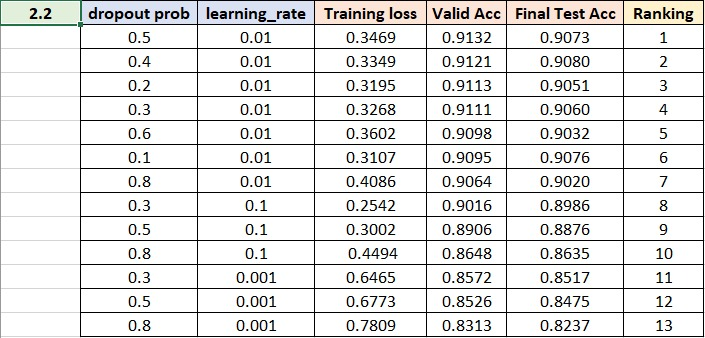 2.2 dropout prob learning_rate Training loss Valid Acc Final Test Acc Ranking
0.5 0.01 0.3469 0.9132 0.9073 1
0.4 0.01 0.3349 0.9121 0.9080 2
0.2 0.01 0.3195 0.9113 0.9051 3
0.3 0.01 0.3268 0.9111 0.9060 4
0.6 0.01 0.3602 0.9098 0.9032 5
0.1 0.01 0.3107 0.9095 0.9076 6
0.8 0.01 0.4086 0.9064 0.9020 7
0.3 0.1 0.2542 0.9016 0.8986 8
0.5 0.1 0.3002 0.8906 0.8876 9
0.8 0.1 0.4494 0.8648 0.8635 10
0.3 0.001 0.6465 0.8572 0.8517 11
0.5 0.001 0.6773 0.8526 0.8475 12
0.8 0.001 0.7809 0.8313 0.8237 13